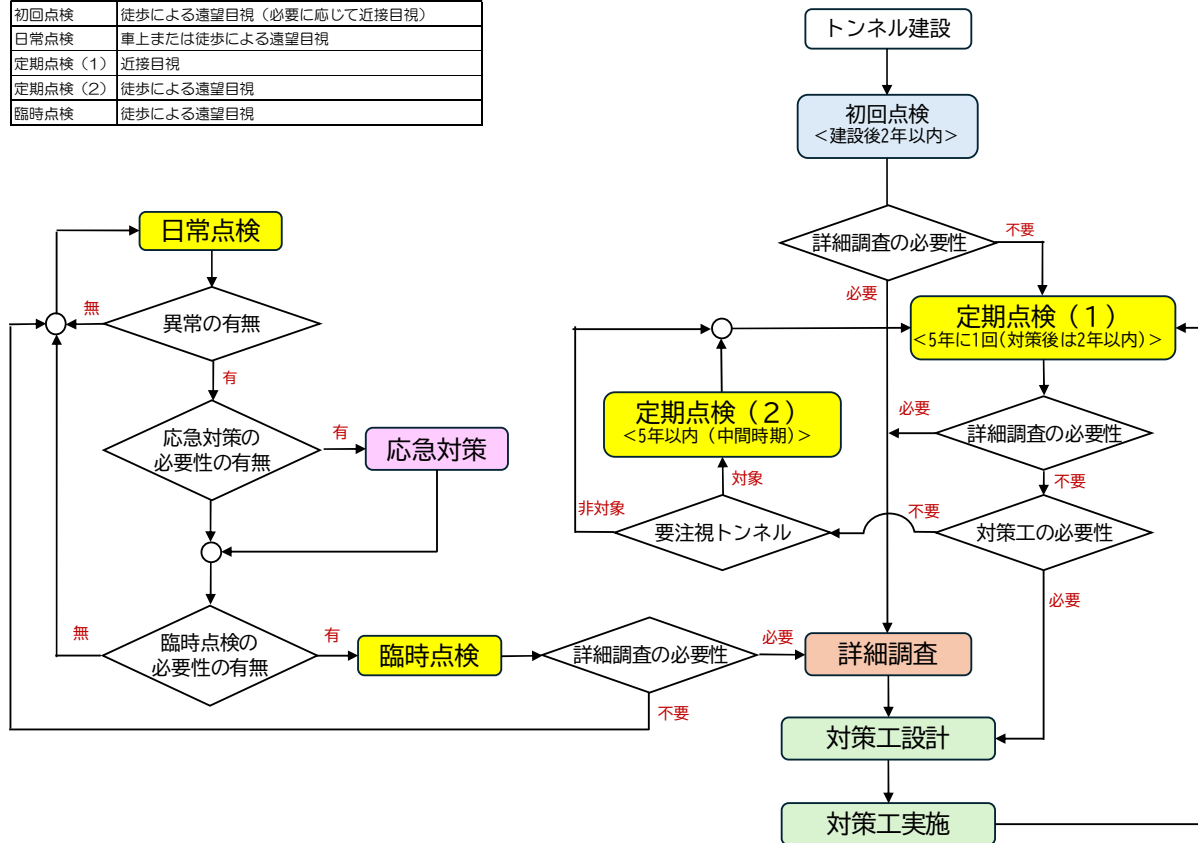 初回点検 徒歩による遠望目視（必要に応じて近接目視）
日常点検 車上または徒歩による遠望目視
定期点検（1） 近接目視
定期点検（2） 徒歩による遠望目視
臨時点検 徒歩による遠望目視
トンネル建設
初回点検
＜建設後2年以内＞
詳細調査の必要性
不要
必要
定期点検（１）
＜5年に1回(対策後は2年以内)＞
詳細調査の必要性
必要
不要
対策工の必要性
不要
必要
要注視トンネル
対象
非対象
定期点検（２）
＜5年以内（中間時期）＞
日常点検
異常の有無
無
有
応急対策の
必要性の有無
有
応急対策
臨時点検の
必要性の有無
無
有
臨時点検
詳細調査の必要性
必要
不要
詳細調査
対策工設計
対策工実施